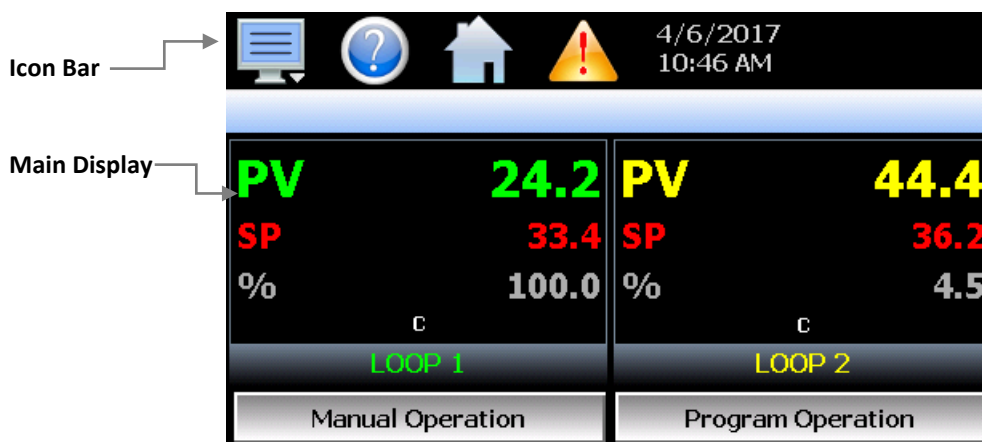 Icon Bar
4/6/2017
10:46 AM
Main Display
PV 24.2
SP 33.4
% 100.0
C
LOOP 1
Manual Operation
PV 44.4
SP 36.2
% 4.5
C
LOOP 2
Program Operation